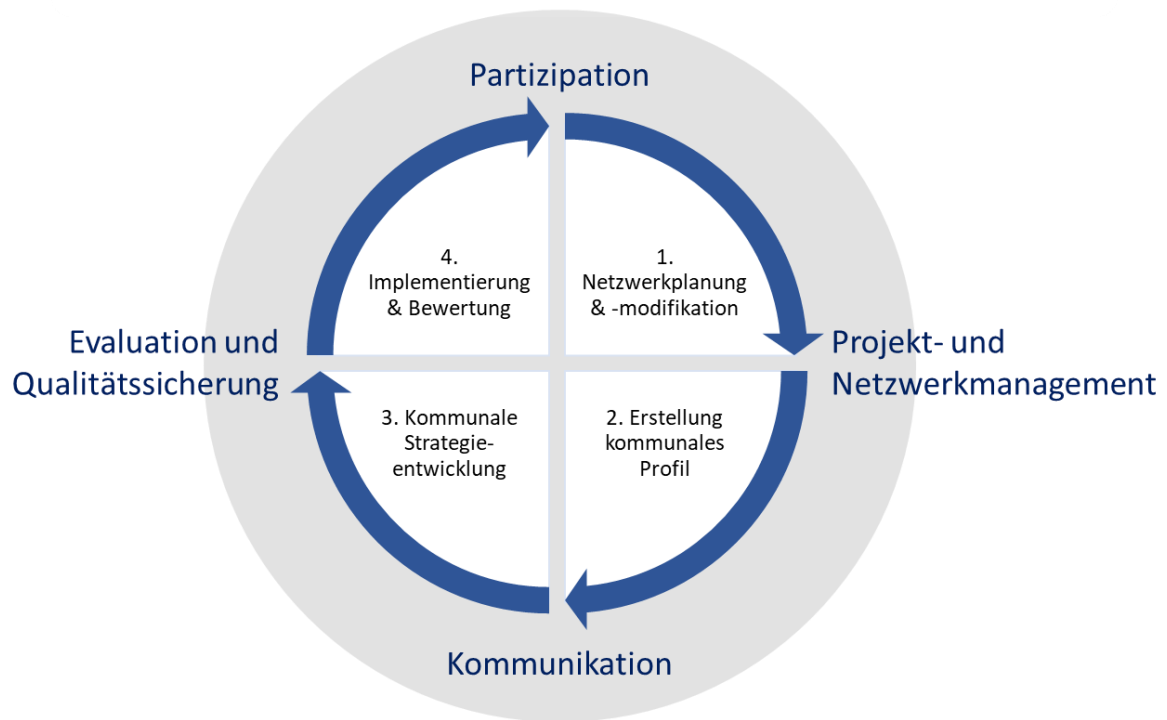 Partizipation
4.
Implementierung
& Bewertung
1.
Netzwerkplanung
& -modifikation
Evaluation und
Qualitätssicherung
Projekt- und
Netzwerkmanagement
3. Kommunale
Strategie-
entwicklung
2. Erstellung
kommunales
Profil
Kommunikation